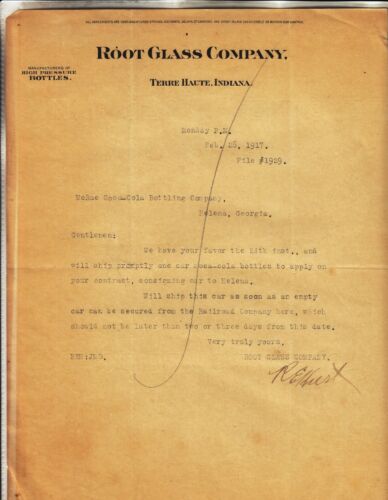 ROOT GLASS COMPANY.
MANUFACTURERS OF
HIGH PRESSURE
BOTTLES.
TERRE HAUTE, INDIANA.
Monday P.M.
Feb. 26, 1917.
File #1929.
McRae Coca-Cola Bottling Company,
Helena, Georgia.
Gentlemen:
We have your favor the 24th inst., and
will ship promptly one car coca-cola bottles to apply on
your contract, consigning car to Helena.
Will ship this car as soon as an empty
car can be secured from the Railroad Company here, which
should not be later than two or three days from this date.
Very truly yours,
ROOT GLASS COMPANY.